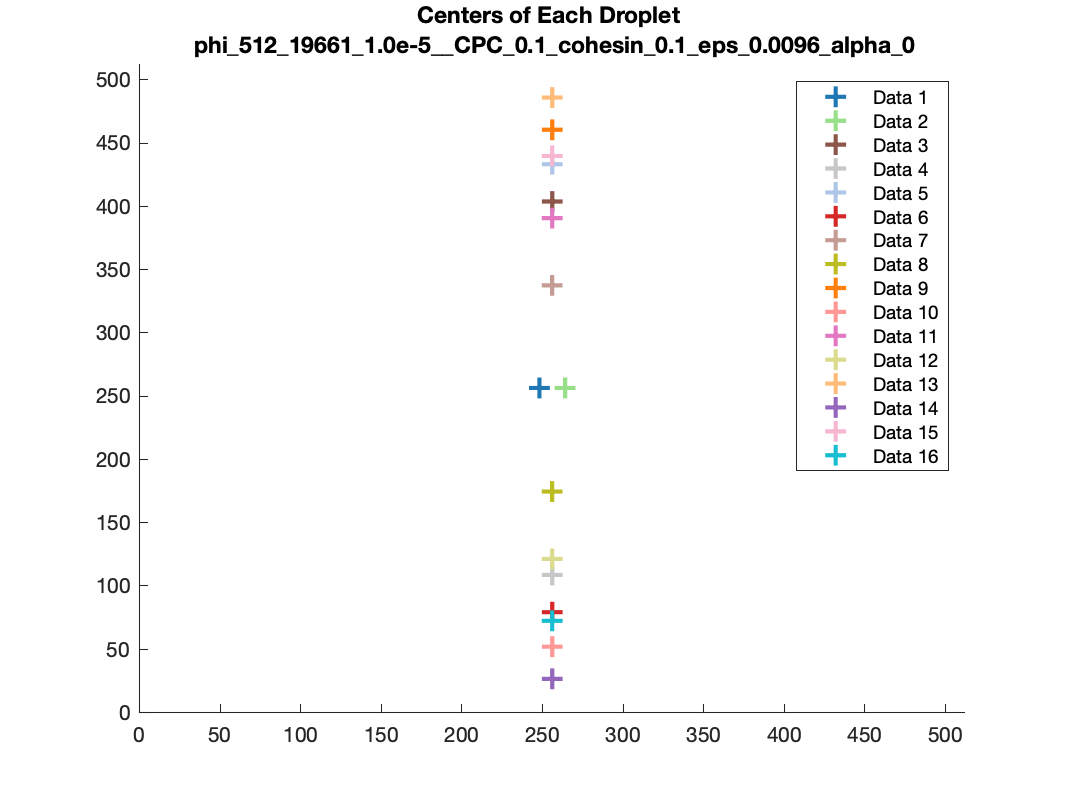 Centers of Each Droplet
phi_512_19661_1.0e-5__CPC_0.1_cohesin_0.1_eps_0.0096_alpha_0
500
450
400
350
300
250
200
150
100
50
0
0 50 100 150 200 250 300 350 400 450 500
Data 1
Data 2
Data 3
Data 4
Data 5
Data 6
Data 7
Data 8
Data 9
Data 10
Data 11
Data 12
Data 13
Data 14
Data 15
Data 16